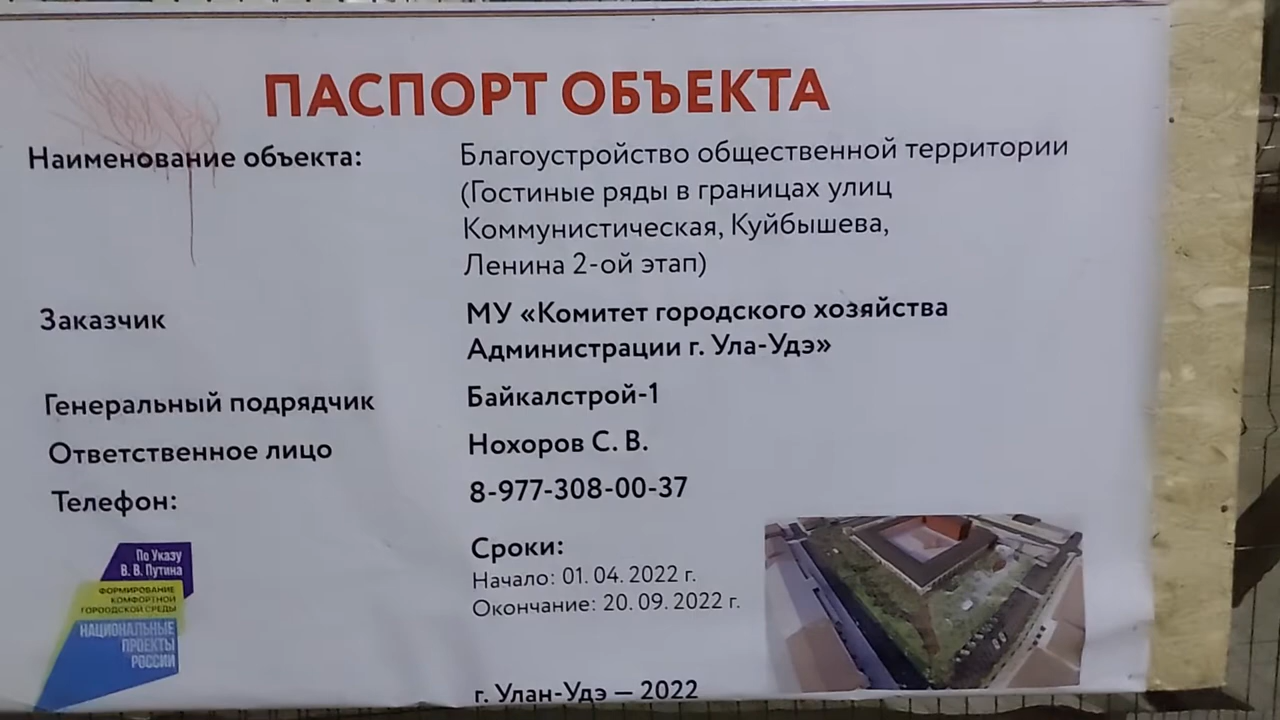 ПАСПОРТ ОБЪЕКТА
Наименование объекта:
Благоустройство общественной территории
(Гостиные ряды в границах улиц
Коммунистическая, Куйбышева,
Ленина 2-ой этап)
Заказчик
МУ «Комитет городского хозяйства
Администрации г. Ула-Удэ»
Генеральный подрядчик
Байкалстрой-1
Ответственное лицо
Нохоров С. В.
Телефон:
8-977-308-00-37
Сроки:
Начало: 01. 04. 2022 г.
Окончание: 20. 09. 2022 г.
По Указу
В. В. Путина
ФОРМИРОВАНИЕ
КОМФОРТНОЙ
ГОРОДСКОЙ СРЕДЫ
НАЦИОНАЛЬНЫЕ
ПРОЕКТЫ
РОССИИ
г. Улан-Удэ — 2022